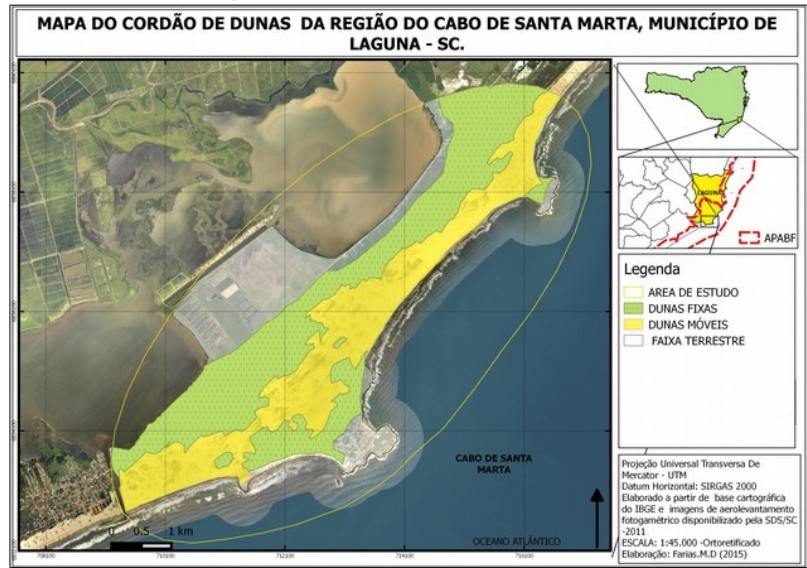 MAPA DO CORDÃO DE DUNAS DA REGIÃO DO CABO DE SANTA MARTA, MUNICÍPIO DE
LAGUNA - SC.
LAGUNA
APABF
Legenda
AREA DE ESTUDO
DUNAS FIXAS
DUNAS MÓVEIS
FAIXA TERRESTRE
CABO DE SANTA
MARTA
0 0.5 1 km
OCEANO ATLÂNTICO
Projeção Universal Transversa De
Mercator - UTM
Datum Horizontal: SIRGAS 2000
Elaborado a partir de base cartográfica
do IBGE e imagens de aerolevantamento
fotogamétrico disponibilizado pela SDS/SC
-2011
ESCALA: 1:45.000 -Ortoretificado
Elaboração: Farias.M.D (2015)